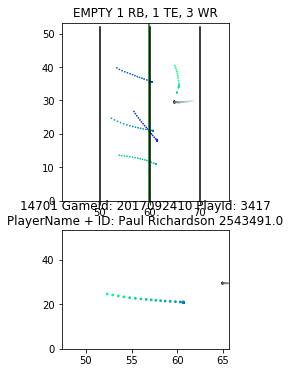 EMPTY 1 RB, 1 TE, 3 WR
50
40
30
20
10
0
50 60 70
14701 GameId: 2017092410 PlayId: 3417
PlayerName + ID: Paul Richardson 2543491.0
40
20
0
50 55 60 65